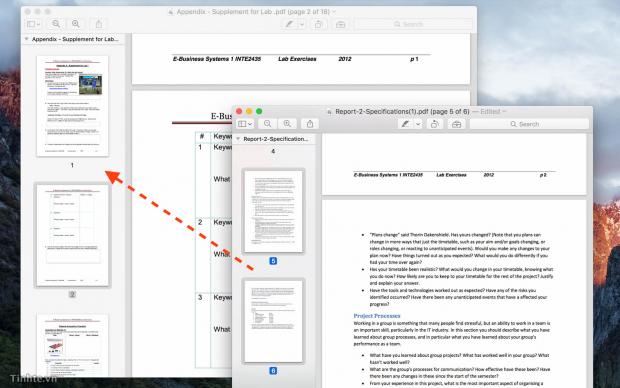 Appendix - Supplement for Lab .pdf (page 2 of 18)
Search
Appendix - Supplement for Lab...
1
2
E-Business Systems 1 INTE2435 Lab Exercises 2012 p 1
E-Bus
# Keyw
1 Keyw
What
2 Keyw
What
3 Keyw
What
Report-2-Specifications(1).pdf (page 5 of 6) — Edited
Search
Report-2-Specification...
4
5
6
E-Business Systems 1 INTE2435 Lab Exercises 2012 p 2
• "Plans change" said Thorin Oakenshield. Has yours changed? (Note that you plans can
change in more ways that just the timetable, such as your aim and/or goals changing, or
roles changing, or reacting to unanticipated events). Would you make any changes to your
plan now? Have things turned out as you expected? What would you do differently if you
had your time over again?
• Has your timetable been realistic? What would you change in your timetable, knowing what
you do now? How likely are you to keep to your timetable for the rest of the project? Justify
and explain your answer.
• Have the tools and technologies worked out as expected? Have any of the risks you
identified occurred? Have there been any unanticipated events that have affected your
progress?
Project Processes
Working in a group is something that many people find stressful, but an ability to work in a team is
an important skill, particularly in the IT industry. In this section you should describe what you have
learned about group processes, and in particular what you have learned about your group's
performance as a team.
• What have you learned about group projects? What has worked well in your group? What
hasn't worked well?
• What are the group's processes for communication? How effective have these been? Have
there been any changes in these since the start of the semester?
• From your experience in this project, what is the most important aspect of organising a
Tinhte.vn